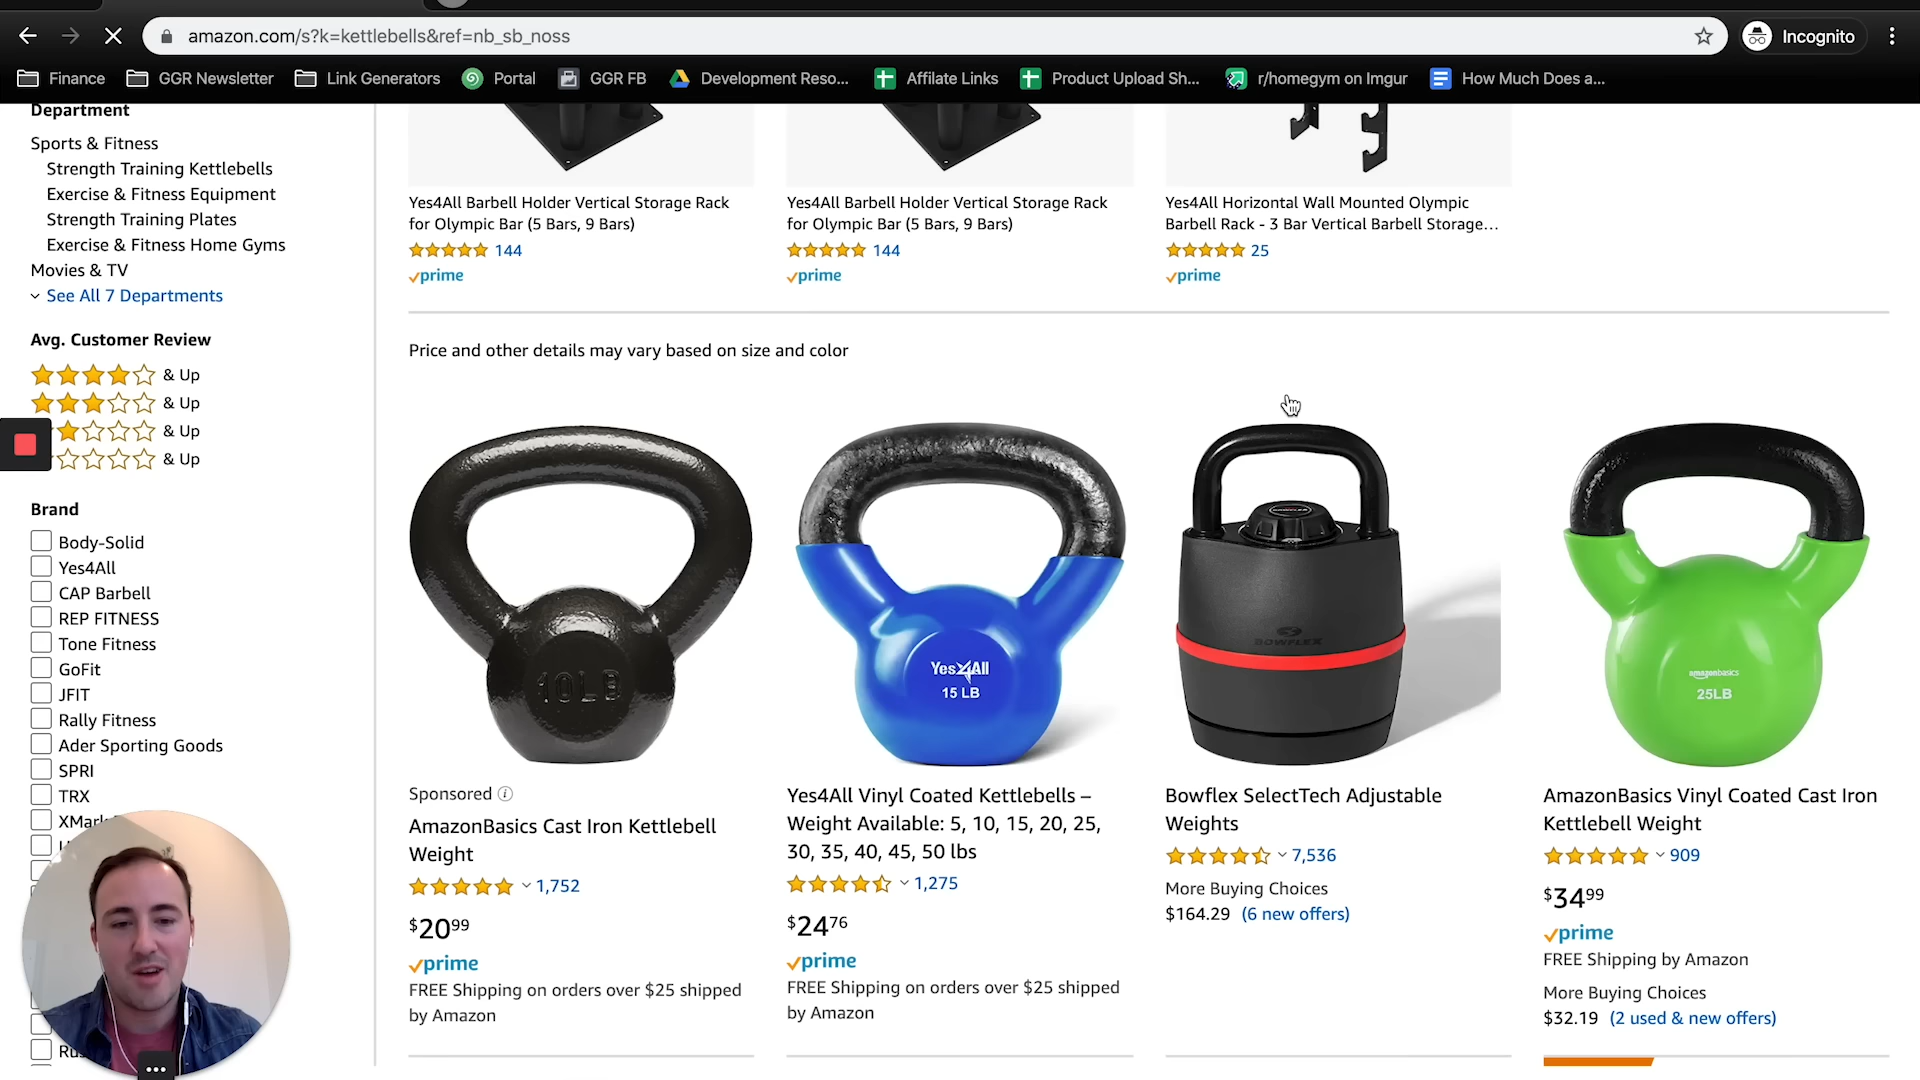 amazon.com/s?k=kettlebells&ref=nb_sb_noss
Incognito
Finance
GGR Newsletter
Link Generators
Portal
GGR FB
Development Reso...
Affilate Links
Product Upload Sh...
r/homegym on Imgur
How Much Does a...
Department
Sports & Fitness
Strength Training Kettlebells
Exercise & Fitness Equipment
Strength Training Plates
Exercise & Fitness Home Gyms
Movies & TV
See All 7 Departments
Avg. Customer Review
& Up
& Up
& Up
& Up
Brand
Body-Solid
Yes4All
CAP Barbell
REP FITNESS
Tone Fitness
GoFit
JFIT
Rally Fitness
Ader Sporting Goods
SPRI
TRX
Yes4All Barbell Holder Vertical Storage Rack
for Olympic Bar (5 Bars, 9 Bars)
144
prime
Yes4All Barbell Holder Vertical Storage Rack
for Olympic Bar (5 Bars, 9 Bars)
144
prime
Yes4All Horizontal Wall Mounted Olympic
Barbell Rack - 3 Bar Vertical Barbell Storage...
25
prime
Price and other details may vary based on size and color
10LB
Sponsored
AmazonBasics Cast Iron Kettlebell
Weight
1,752
$20.99
prime
FREE Shipping on orders over $25 shipped
by Amazon
Yes4All
15 LB
Yes4All Vinyl Coated Kettlebells –
Weight Available: 5, 10, 15, 20, 25,
30, 35, 40, 45, 50 lbs
1,275
$24.76
prime
FREE Shipping on orders over $25 shipped
by Amazon
BOWFLEX
BOWFLEX
Bowflex SelectTech Adjustable
Weights
7,536
More Buying Choices
$164.29 (6 new offers)
amazonbasics
25LB
AmazonBasics Vinyl Coated Cast Iron
Kettlebell Weight
909
$34.99
prime
FREE Shipping by Amazon
More Buying Choices
$32.19 (2 used & new offers)